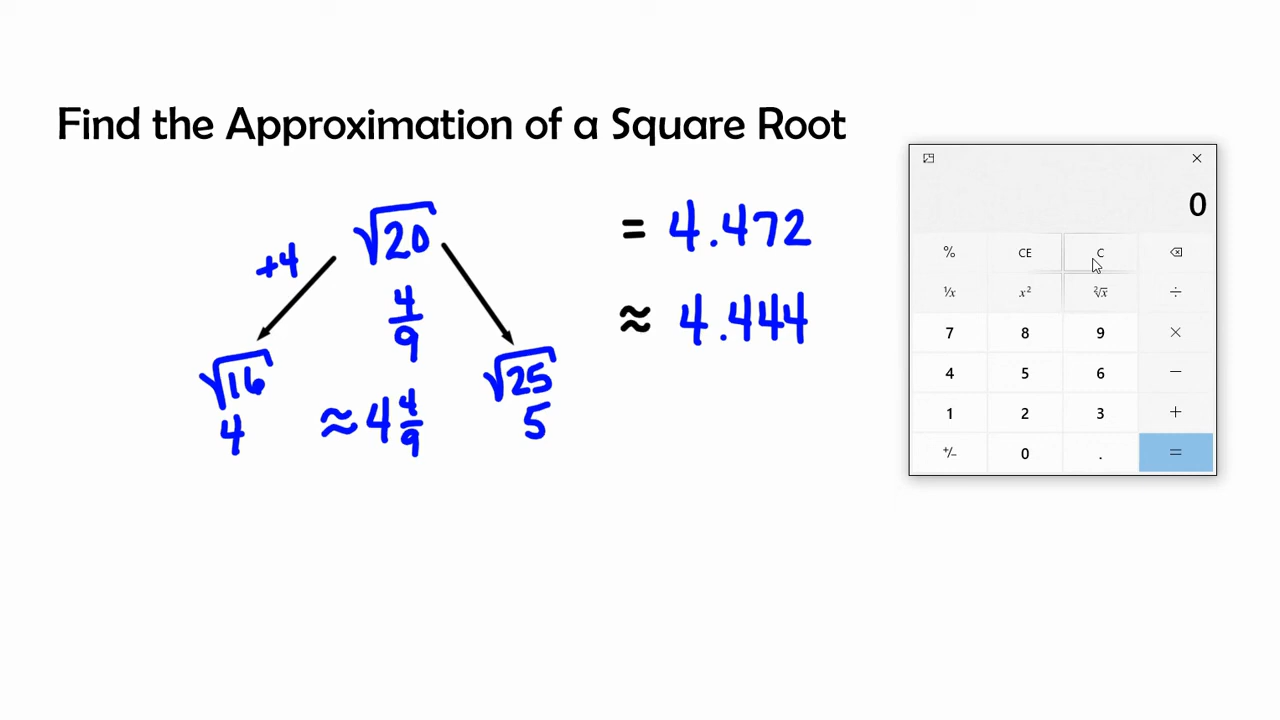 Find the Approximation of a Square Root
√20
= 4.472
+4
4/9
≈ 4.444
√16
√25
4
≈4 4/9
5
0
% CE C ⌫
¹/x x² ²√x ÷
7 8 9 ×
4 5 6 −
1 2 3 +
+/− 0 . =